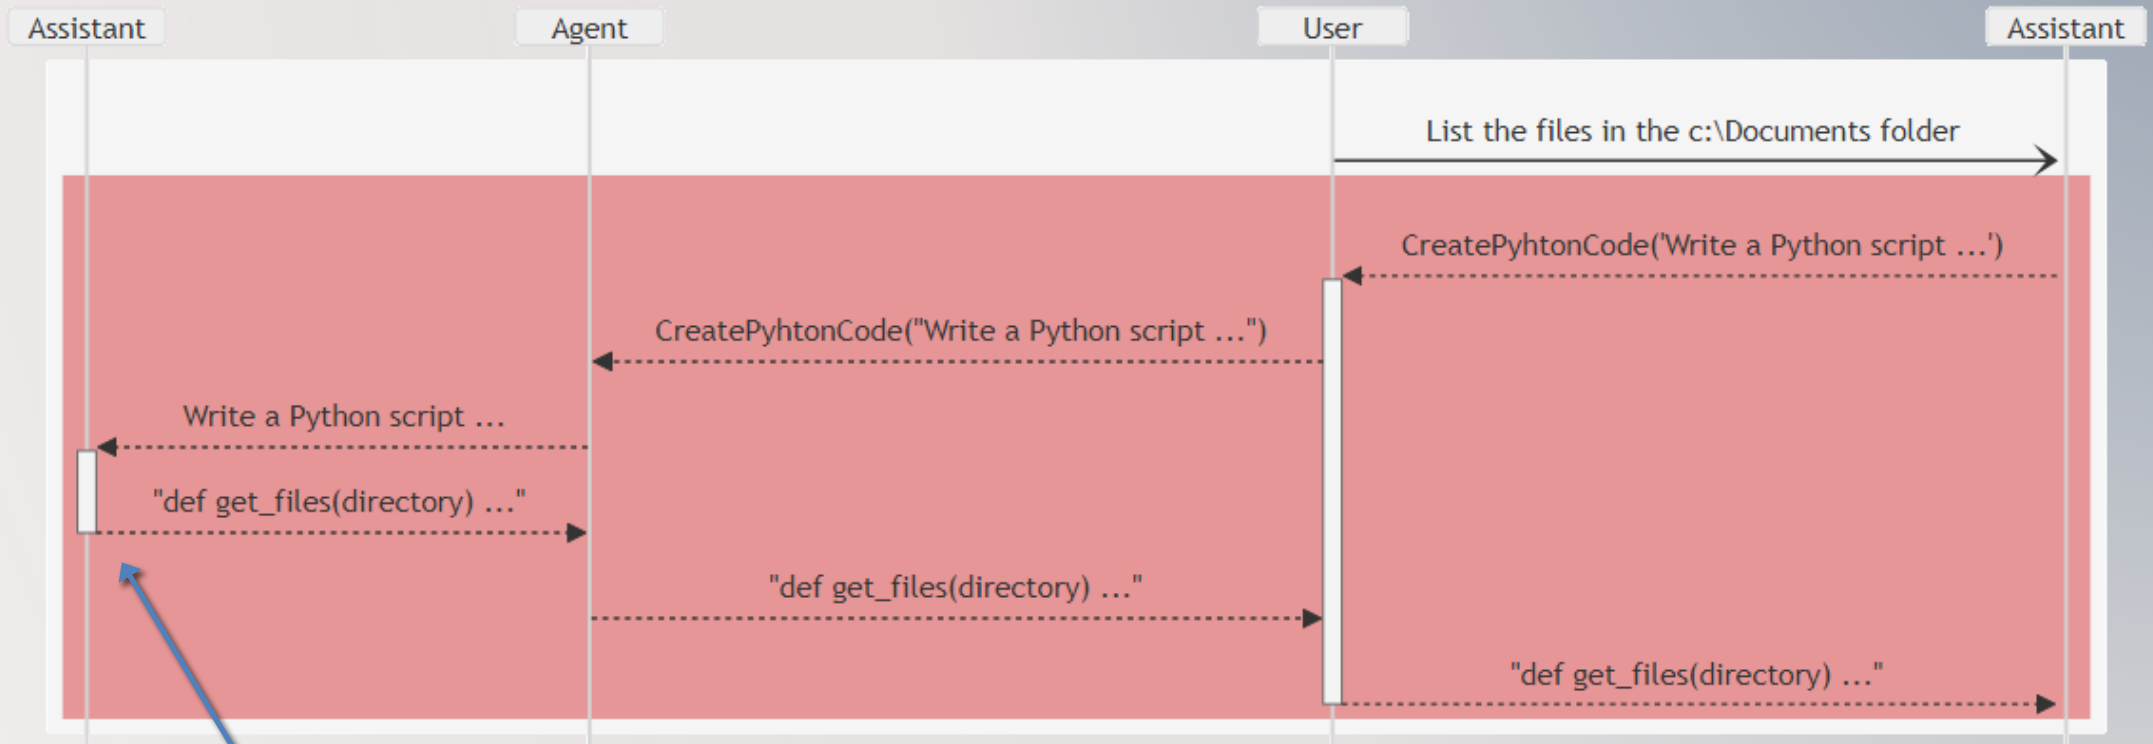 Assistant
Agent
User
Assistant
List the files in the c:\Documents folder
CreatePyhtonCode('Write a Python script ...')
CreatePyhtonCode("Write a Python script ...")
Write a Python script ...
"def get_files(directory) ..."
"def get_files(directory) ..."
"def get_files(directory) ..."